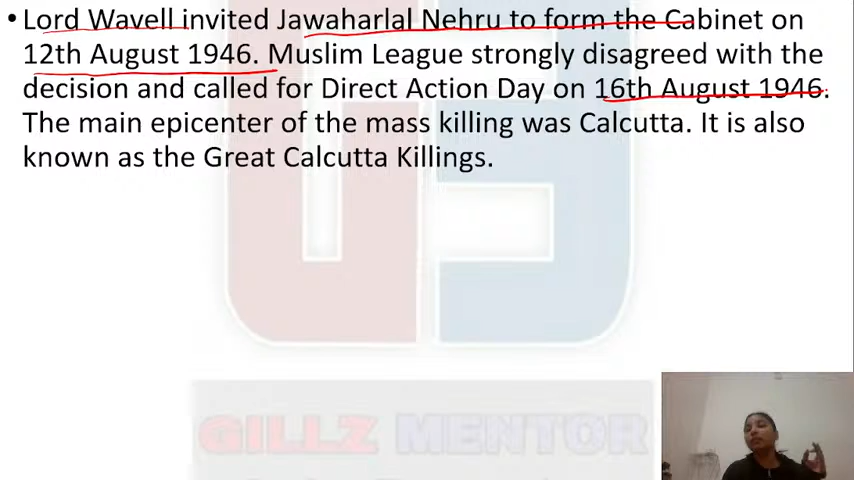 • Lord Wavell invited Jawaharlal Nehru to form the Cabinet on
12th August 1946. Muslim League strongly disagreed with the
decision and called for Direct Action Day on 16th August 1946.
The main epicenter of the mass killing was Calcutta. It is also
known as the Great Calcutta Killings.
GILLZ MENTOR